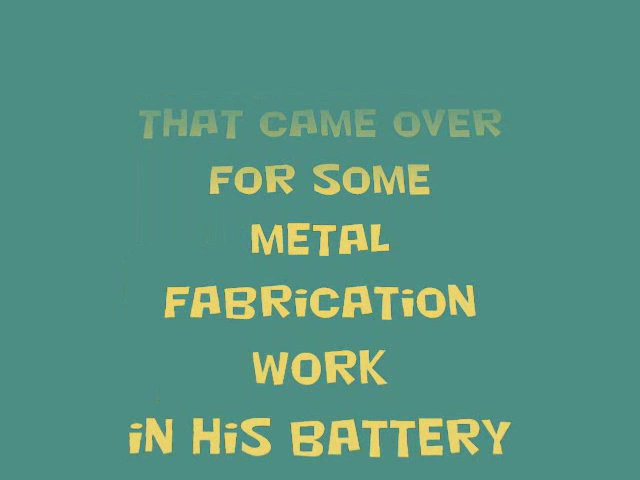 THAT CAME OVER
FOR SOME
METAL
FABRiCATiON
WORK
iN HiS BATTERY